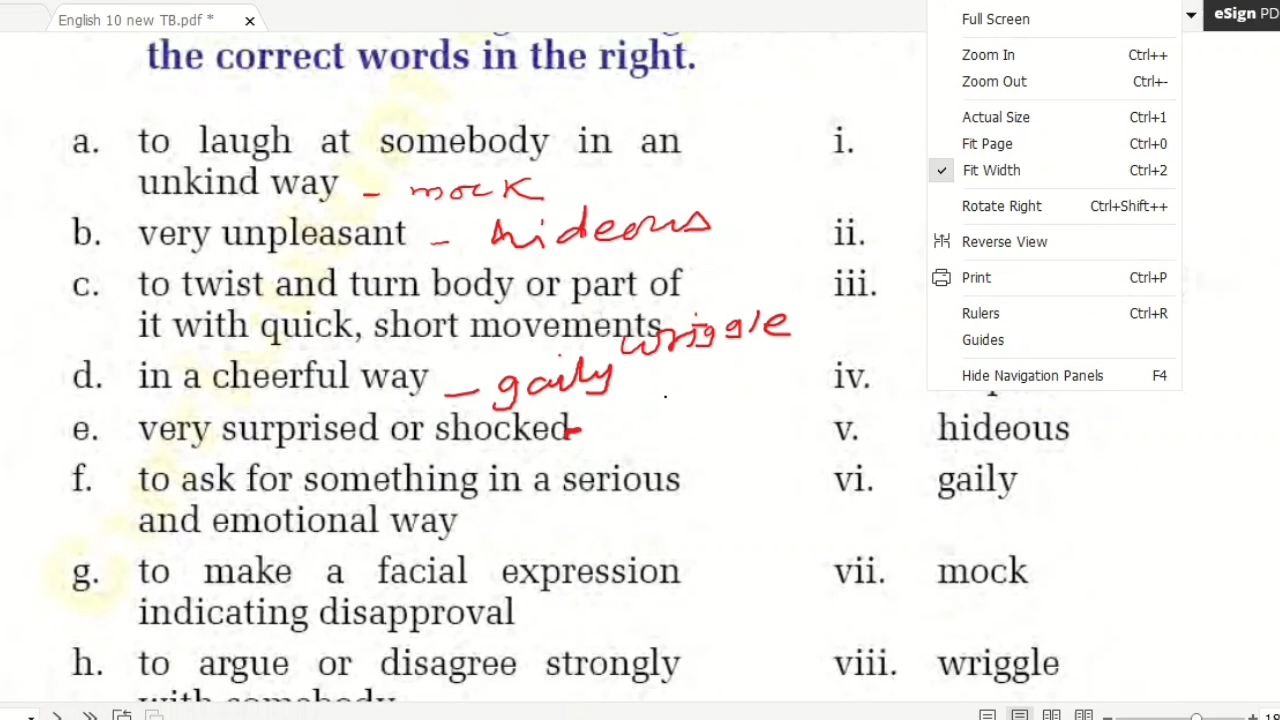 English 10 new TB.pdf *
×
eSign PD
the correct words in the right.
a. to laugh at somebody in an
unkind way - mock
b. very unpleasant - hideous
c. to twist and turn body or part of
it with quick, short movements wriggle
d. in a cheerful way - gaily
e. very surprised or shocked -
f. to ask for something in a serious
and emotional way
g. to make a facial expression
indicating disapproval
h. to argue or disagree strongly
with somebody
i.
ii.
iii.
iv.
v. hideous
vi. gaily
vii. mock
viii. wriggle
Full Screen
Zoom In Ctrl++
Zoom Out Ctrl+-
Actual Size Ctrl+1
Fit Page Ctrl+0
Fit Width Ctrl+2
Rotate Right Ctrl+Shift++
Reverse View
Print Ctrl+P
Rulers Ctrl+R
Guides
Hide Navigation Panels F4